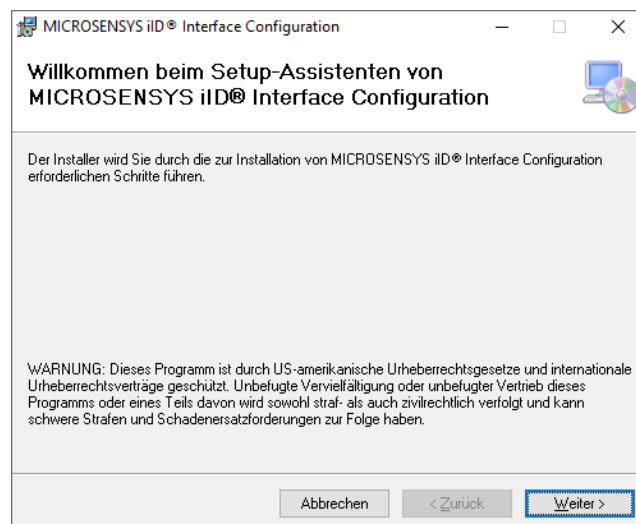 MICROSENSYS iID® Interface Configuration
Willkommen beim Setup-Assistenten von
MICROSENSYS iID® Interface Configuration
Der Installer wird Sie durch die zur Installation von MICROSENSYS iID® Interface Configuration
erforderlichen Schritte führen.
WARNUNG: Dieses Programm ist durch US-amerikanische Urheberrechtsgesetze und internationale
Urheberrechtsverträge geschützt. Unbefugte Vervielfältigung oder unbefugter Vertrieb dieses
Programms oder eines Teils davon wird sowohl straf- als auch zivilrechtlich verfolgt und kann
schwere Strafen und Schadenersatzforderungen zur Folge haben.
Abbrechen < Zurück Weiter >